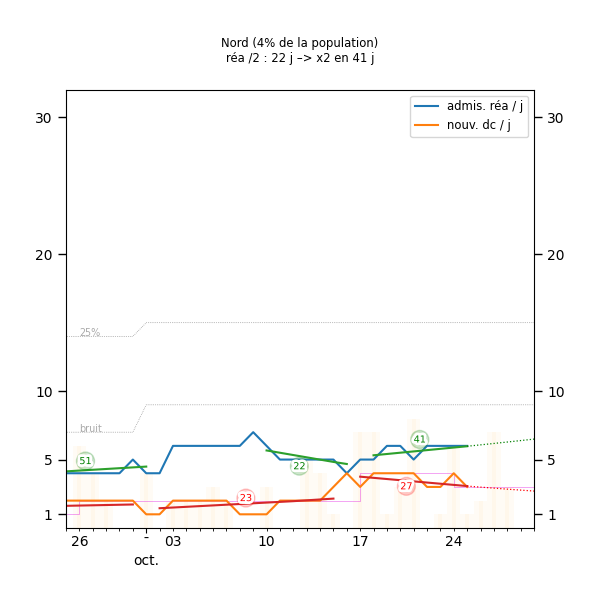 Nord (4% de la population)
réa /2 : 22 j –> x2 en 41 j
admis. réa / j
nouv. dc / j
30 30
20 20
25%
10 10
bruit
41
51 22
5 5
27
23
1 1
26 - 03 10 17 24
oct.